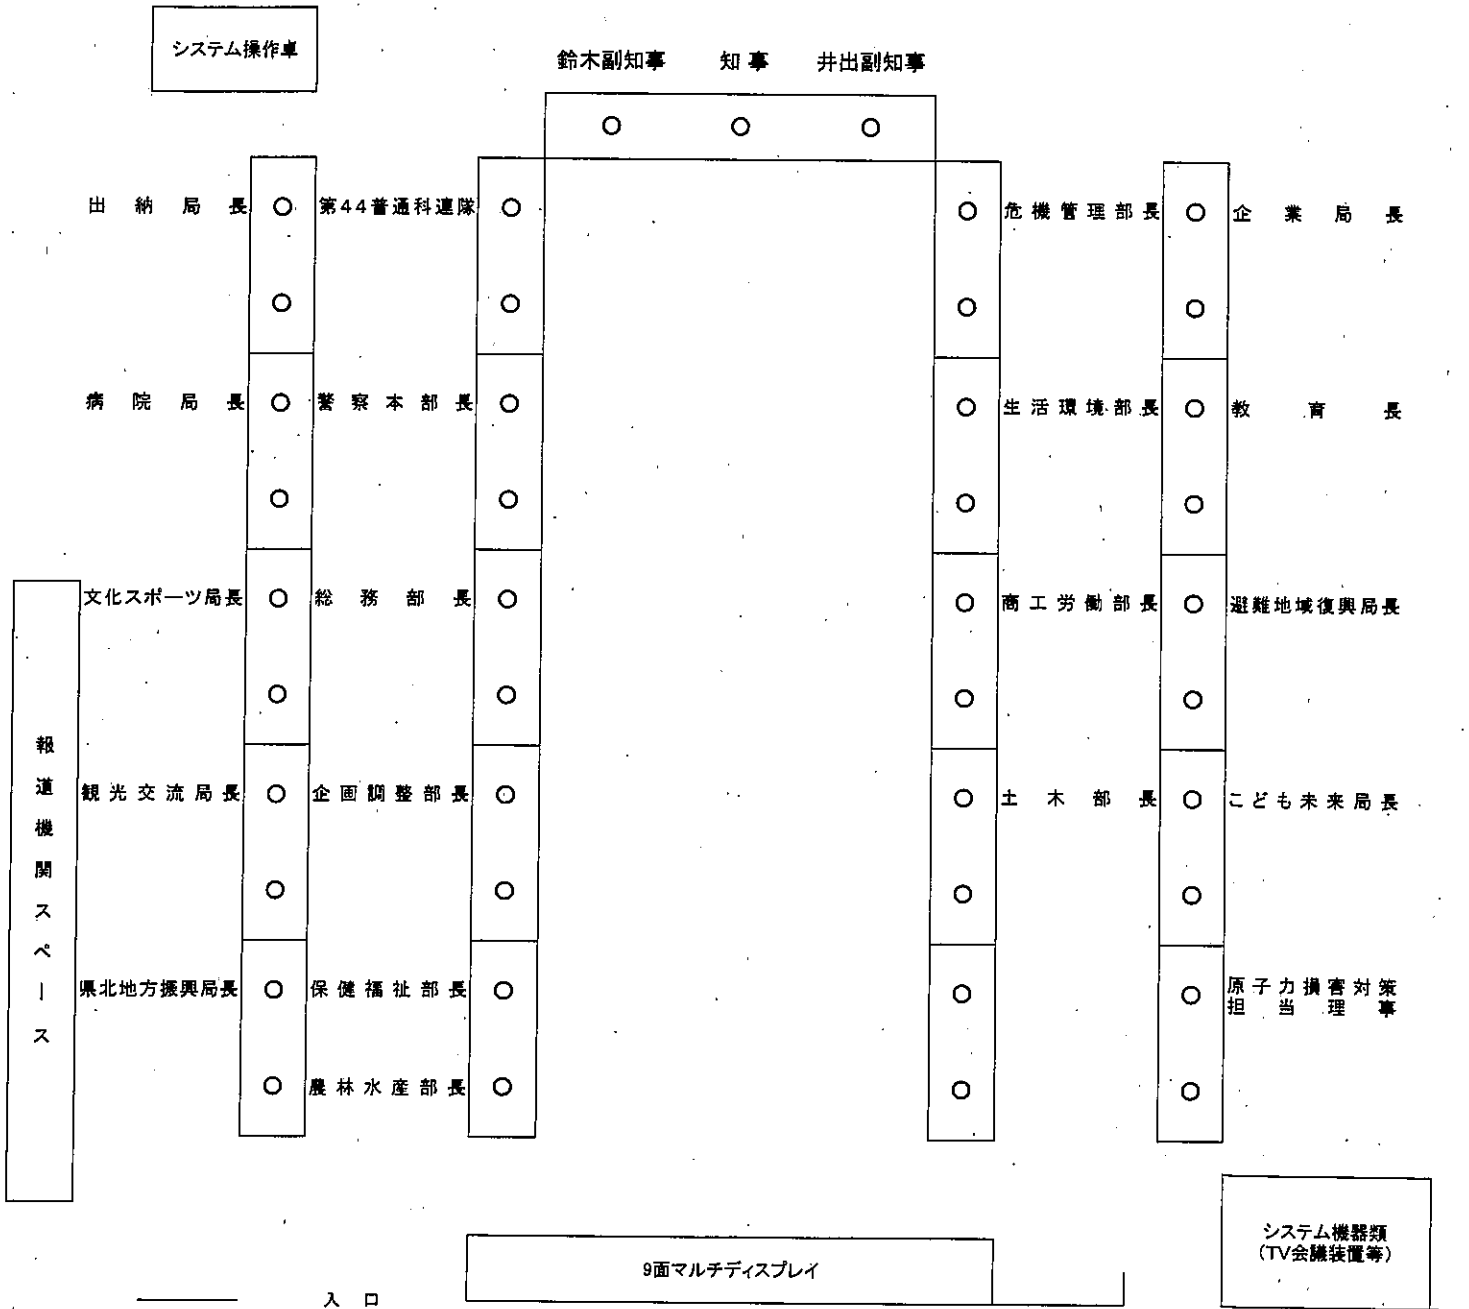 システム操作卓
鈴木副知事 知事 井出副知事
出納局長 第44普通科連隊 危機管理部長 企業局長
病院局長 警察本部長 生活環境部長 教育長
文化スポーツ局長 総務部長 商工労働部長 避難地域復興局長
報道機関スペース
観光交流局長 企画調整部長 土木部長 こども未来局長
県北地方振興局長 保健福祉部長 原子力損害対策
担当理事
農林水産部長
システム機器類
(TV会議装置等)
9面マルチディスプレイ
入口